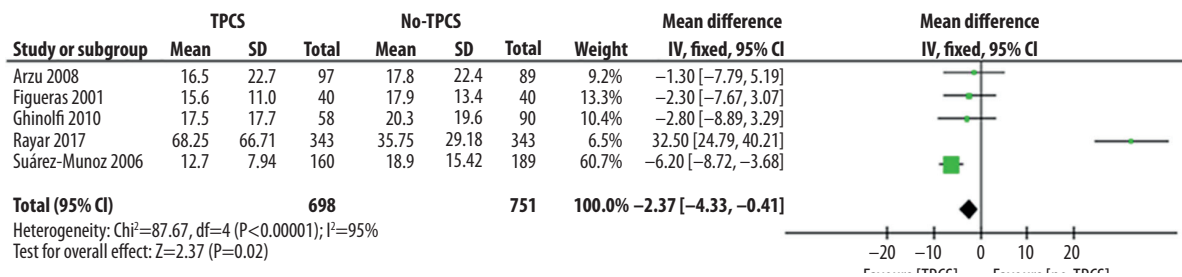 TPCS No-TPCS Mean difference Mean difference
Study or subgroup Mean SD Total Mean SD Total Weight IV, fixed, 95% CI IV, fixed, 95% CI
Arzu 2008 16.5 22.7 97 17.8 22.4 89 9.2% −1.30 [−7.79, 5.19]
Figueras 2001 15.6 11.0 40 17.9 13.4 40 13.3% −2.30 [−7.67, 3.07]
Ghinolfi 2010 17.5 17.7 58 20.3 19.6 90 10.4% −2.80 [−8.89, 3.29]
Rayar 2017 68.25 66.71 343 35.75 29.18 343 6.5% 32.50 [24.79, 40.21]
Suárez-Munoz 2006 12.7 7.94 160 18.9 15.42 189 60.7% −6.20 [−8.72, −3.68]
Total (95% CI) 698 751 100.0% −2.37 [−4.33, −0.41]
Heterogeneity: Chi²=87.67, df=4 (P<0.00001); I²=95%
Test for overall effect: Z=2.37 (P=0.02)
−20 −10 0 10 20